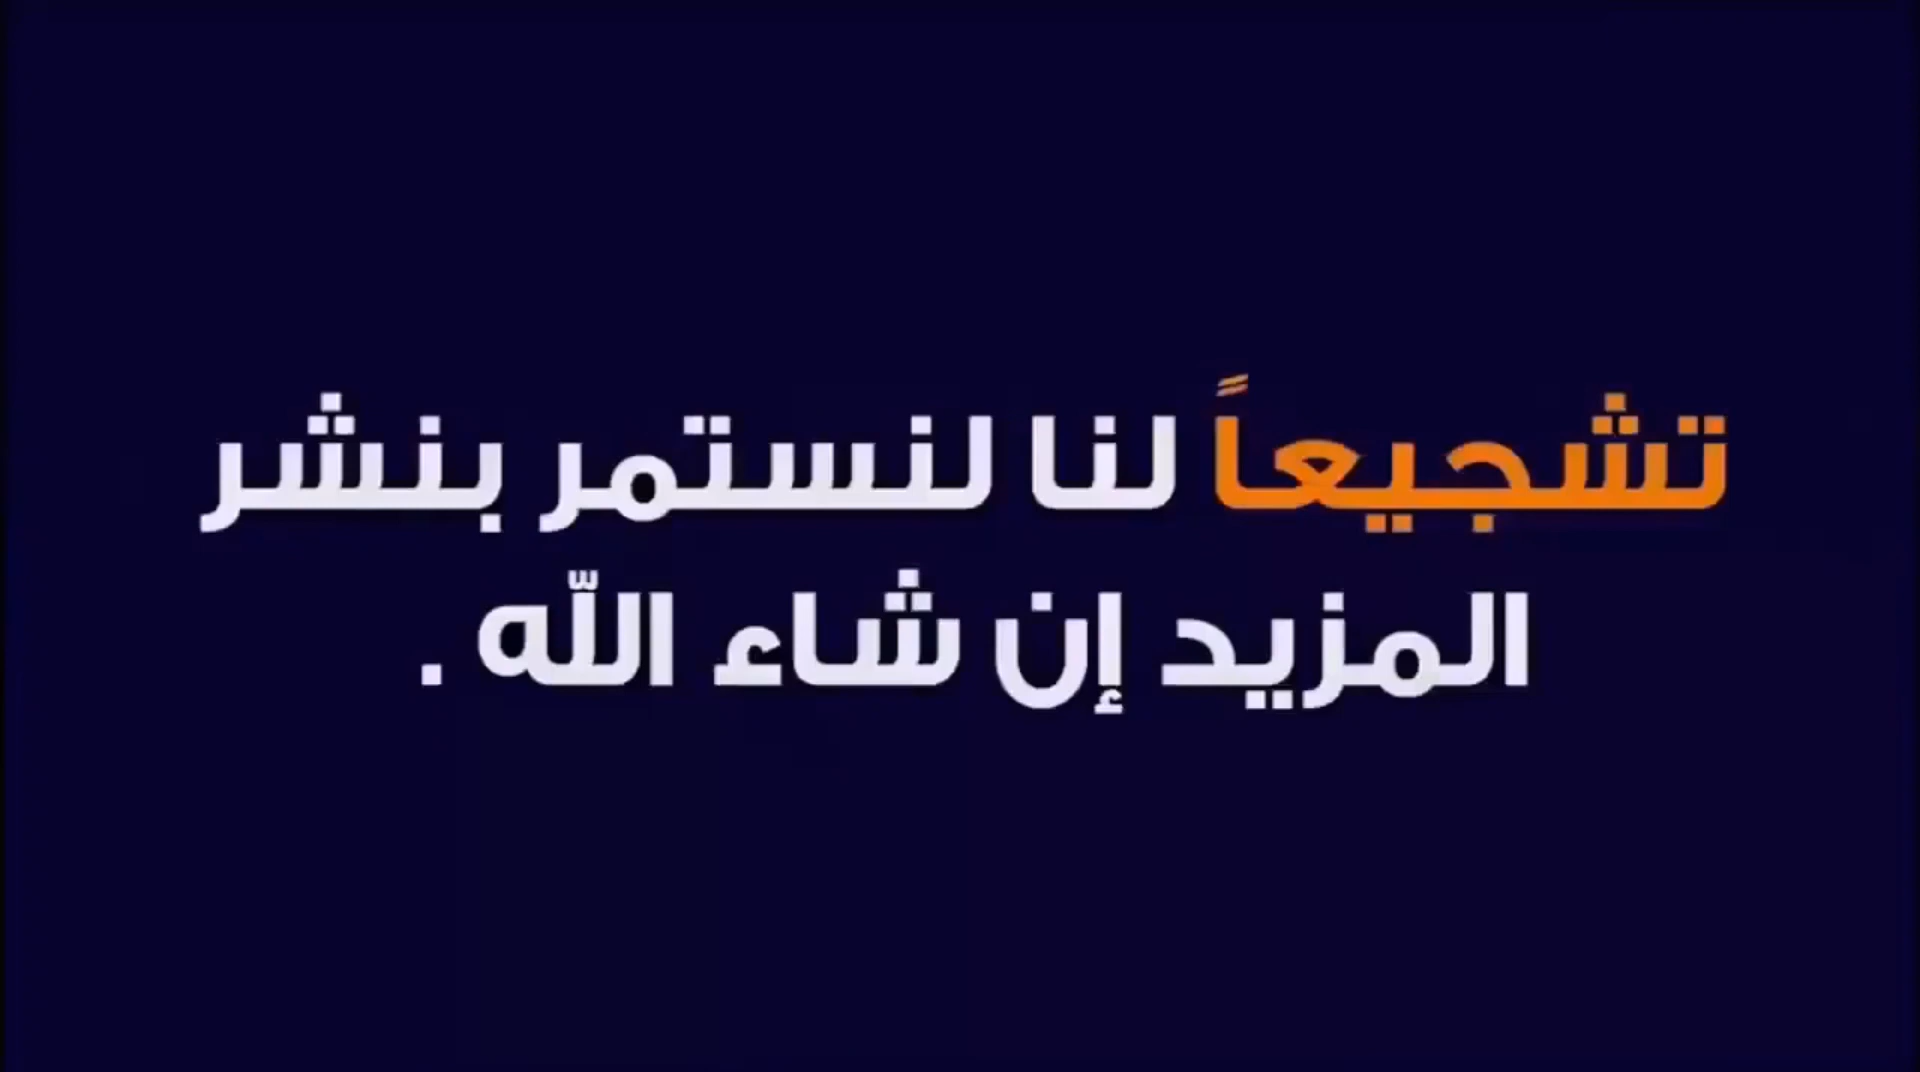 تشجيعاً لنا لنستمر بنشر
المزيد إن شاء اللّه .